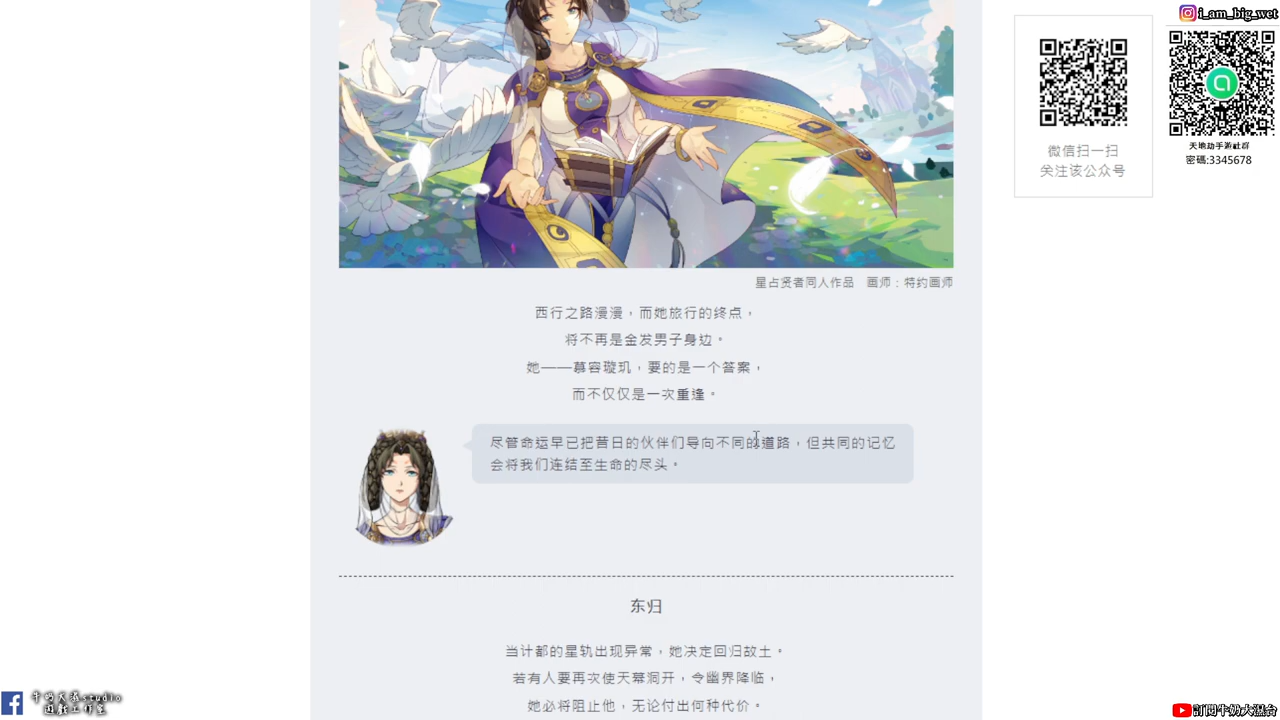 i_am_big_wet
微信扫一扫
关注该公众号
天地劫手游社群
密碼:3345678
星占贤者同人作品 画师：特约画师
西行之路漫漫，而她旅行的终点，
将不再是金发男子身边。
她——慕容璇玑，要的是一个答案，
而不仅仅是一次重逢。
尽管命运早已把昔日的伙伴们导向不同的道路，但共同的记忆
会将我们连结至生命的尽头。
东归
当计都的星轨出现异常，她决定回归故土。
若有人要再次使天幕洞开，令幽界降临，
她必将阻止他，无论付出何种代价。
牛奶大濕studio
遊戲工作室
訂閱牛奶大濕台